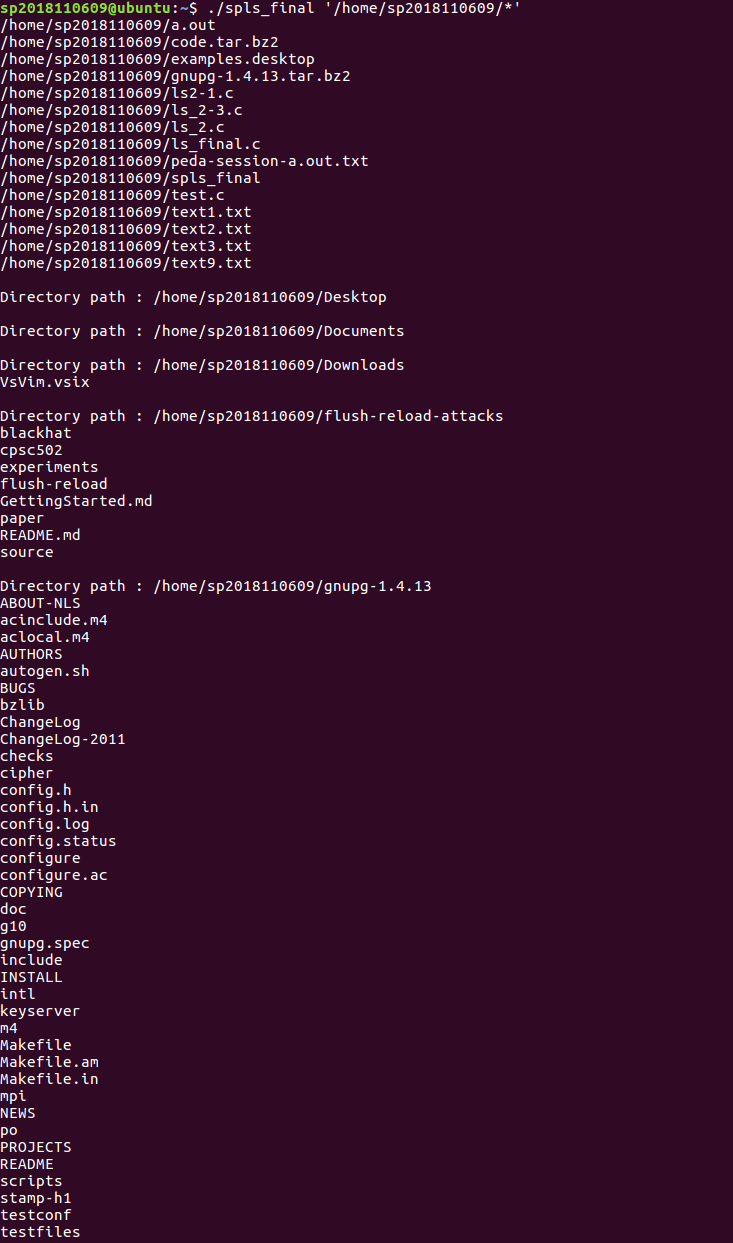 sp2018110609@ubuntu:~$ ./spls_final '/home/sp2018110609/*'
/home/sp2018110609/a.out
/home/sp2018110609/code.tar.bz2
/home/sp2018110609/examples.desktop
/home/sp2018110609/gnupg-1.4.13.tar.bz2
/home/sp2018110609/ls2-1.c
/home/sp2018110609/ls_2-3.c
/home/sp2018110609/ls_2.c
/home/sp2018110609/ls_final.c
/home/sp2018110609/peda-session-a.out.txt
/home/sp2018110609/spls_final
/home/sp2018110609/test.c
/home/sp2018110609/text1.txt
/home/sp2018110609/text2.txt
/home/sp2018110609/text3.txt
/home/sp2018110609/text9.txt
Directory path : /home/sp2018110609/Desktop
Directory path : /home/sp2018110609/Documents
Directory path : /home/sp2018110609/Downloads
VsVim.vsix
Directory path : /home/sp2018110609/flush-reload-attacks
blackhat
cpsc502
experiments
flush-reload
GettingStarted.md
paper
README.md
source
Directory path : /home/sp2018110609/gnupg-1.4.13
ABOUT-NLS
acinclude.m4
aclocal.m4
AUTHORS
autogen.sh
BUGS
bzlib
ChangeLog
ChangeLog-2011
checks
cipher
config.h
config.h.in
config.log
config.status
configure
configure.ac
COPYING
doc
g10
gnupg.spec
include
INSTALL
intl
keyserver
m4
Makefile
Makefile.am
Makefile.in
mpi
NEWS
po
PROJECTS
README
scripts
stamp-h1
testconf
testfiles